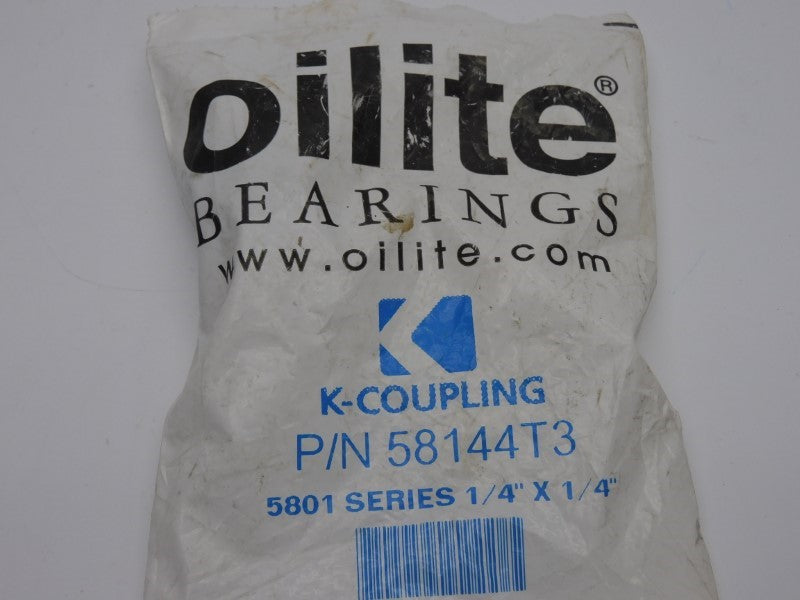 oilite®
BEARINGS
www.oilite.com
K
K-COUPLING
P/N 58144T3
5801 SERIES 1/4" X 1/4"